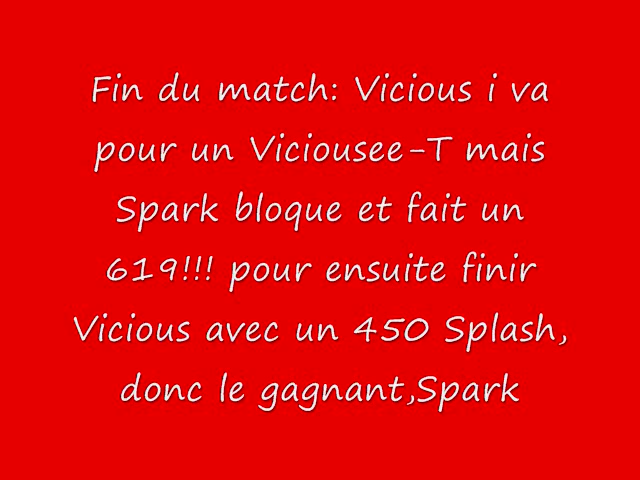 Fin du match: Vicious i va
pour un Viciousee-T mais
Spark bloque et fait un
619!!! pour ensuite finir
Vicious avec un 450 Splash,
donc le gagnant,Spark